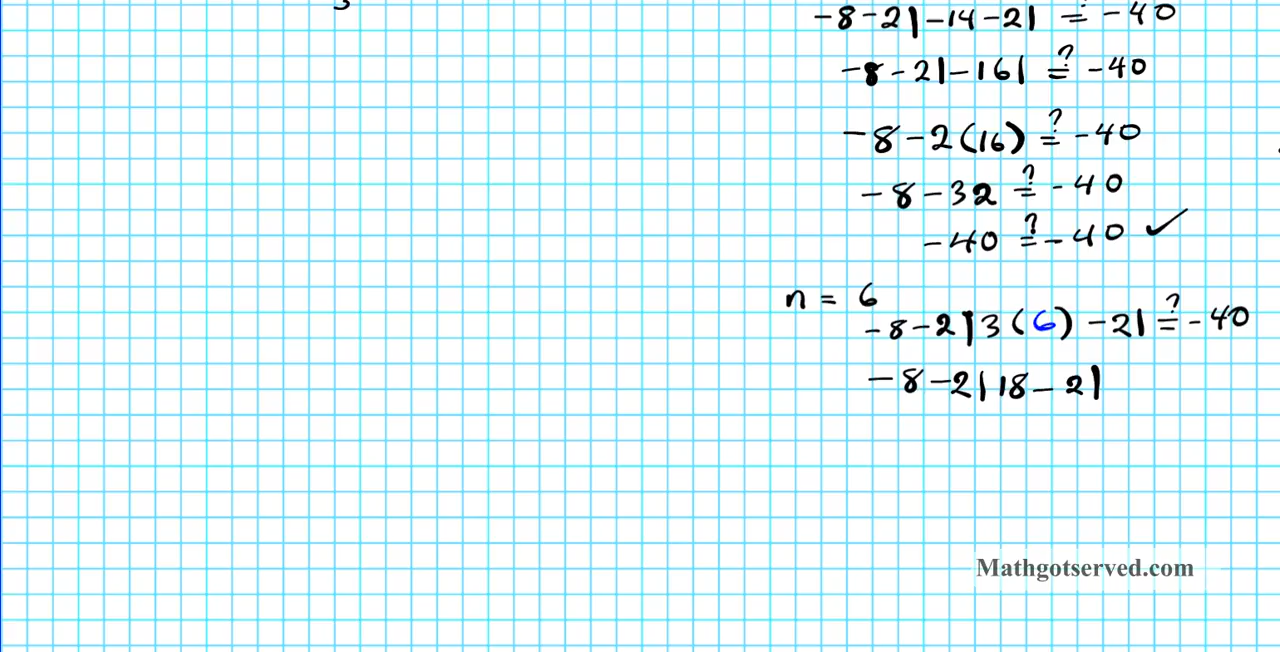 -8-2|-14-2| = -40
-8-2|-16| ≟ -40
-8-2(16) ≟ -40
-8-32 ≟ -40
-40 ≟ -40 ✓
n = 6
-8-2|3(6)-2| ≟ -40
-8-2|18-2|
Mathgotserved.com